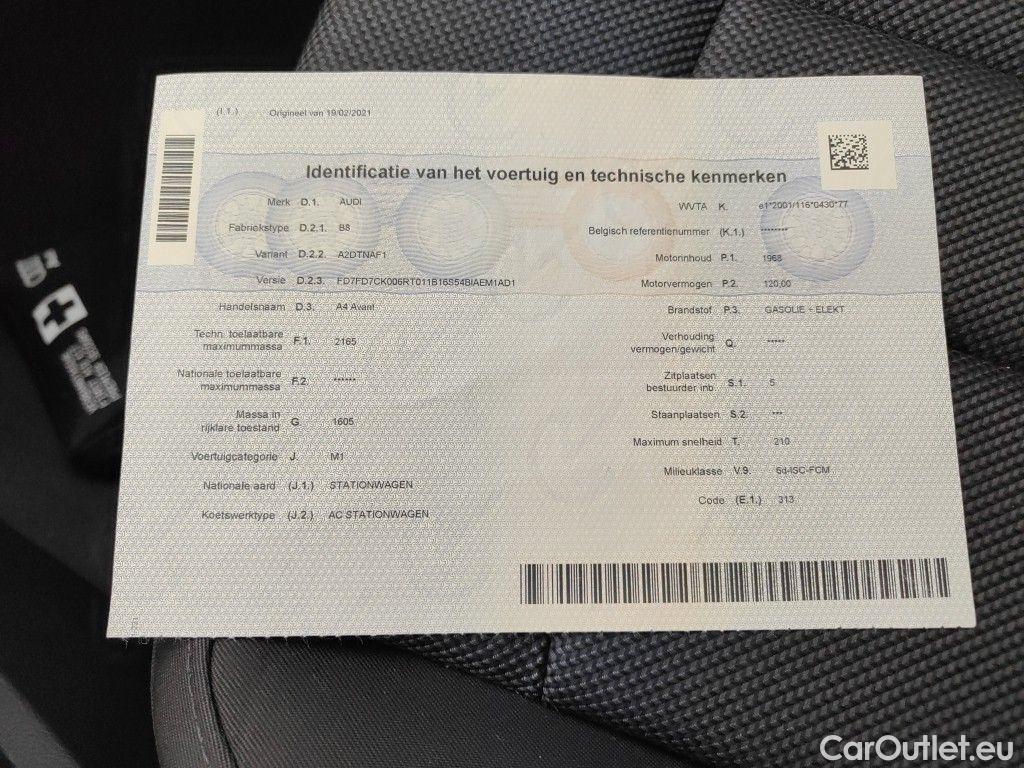 (I.1.) Origineel van 19/02/2021
Identificatie van het voertuig en technische kenmerken
Merk D.1. AUDI
Fabriekstype D.2.1. B8
Variant D.2.2. A2DTNAF1
Versie D.2.3. FD7FD7CK006RT011B16S54BIAEM1AD1
Handelsnaam D.3. A4 Avant
Techn. toelaatbare
maximummassa F.1. 2165
Nationale toelaatbare
maximummassa F.2. ******
Massa in
rijklare toestand G. 1605
Voertuigcategorie J. M1
Nationale aard (J.1.) STATIONWAGEN
Koetswerktype (J.2.) AC STATIONWAGEN
WVTA K. e1*2001/116*0430*77
Belgisch referentienummer (K.1.) ********
Motorinhoud P.1. 1968
Motorvermogen P.2. 120,00
Brandstof P.3. GASOLIE - ELEKT
Verhouding
vermogen/gewicht Q. *****
Zitplaatsen
bestuurder inb. S.1. 5
Staanplaatsen S.2. ***
Maximum snelheid T. 210
Milieuklasse V.9. 6d-ISC-FCM
Code (E.1.) 313
CarOutlet.eu